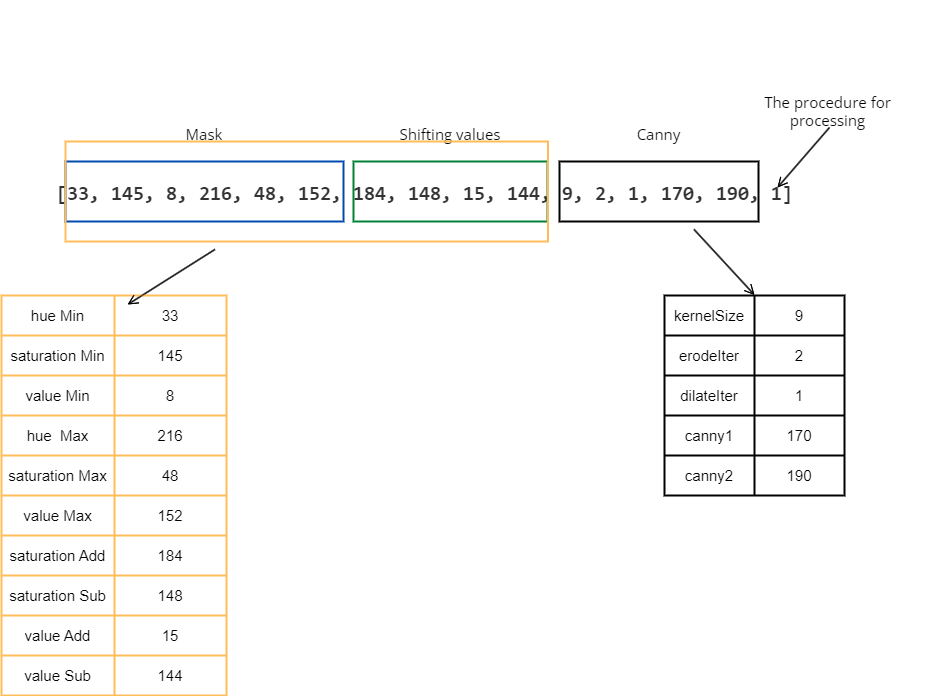 The procedure for
processing
Mask
Shifting values
Canny
[33, 145, 8, 216, 48, 152, 184, 148, 15, 144, 9, 2, 1, 170, 190, 1]
hue Min 33
saturation Min 145
value Min 8
hue Max 216
saturation Max 48
value Max 152
saturation Add 184
saturation Sub 148
value Add 15
value Sub 144
kernelSize 9
erodeIter 2
dilateIter 1
canny1 170
canny2 190